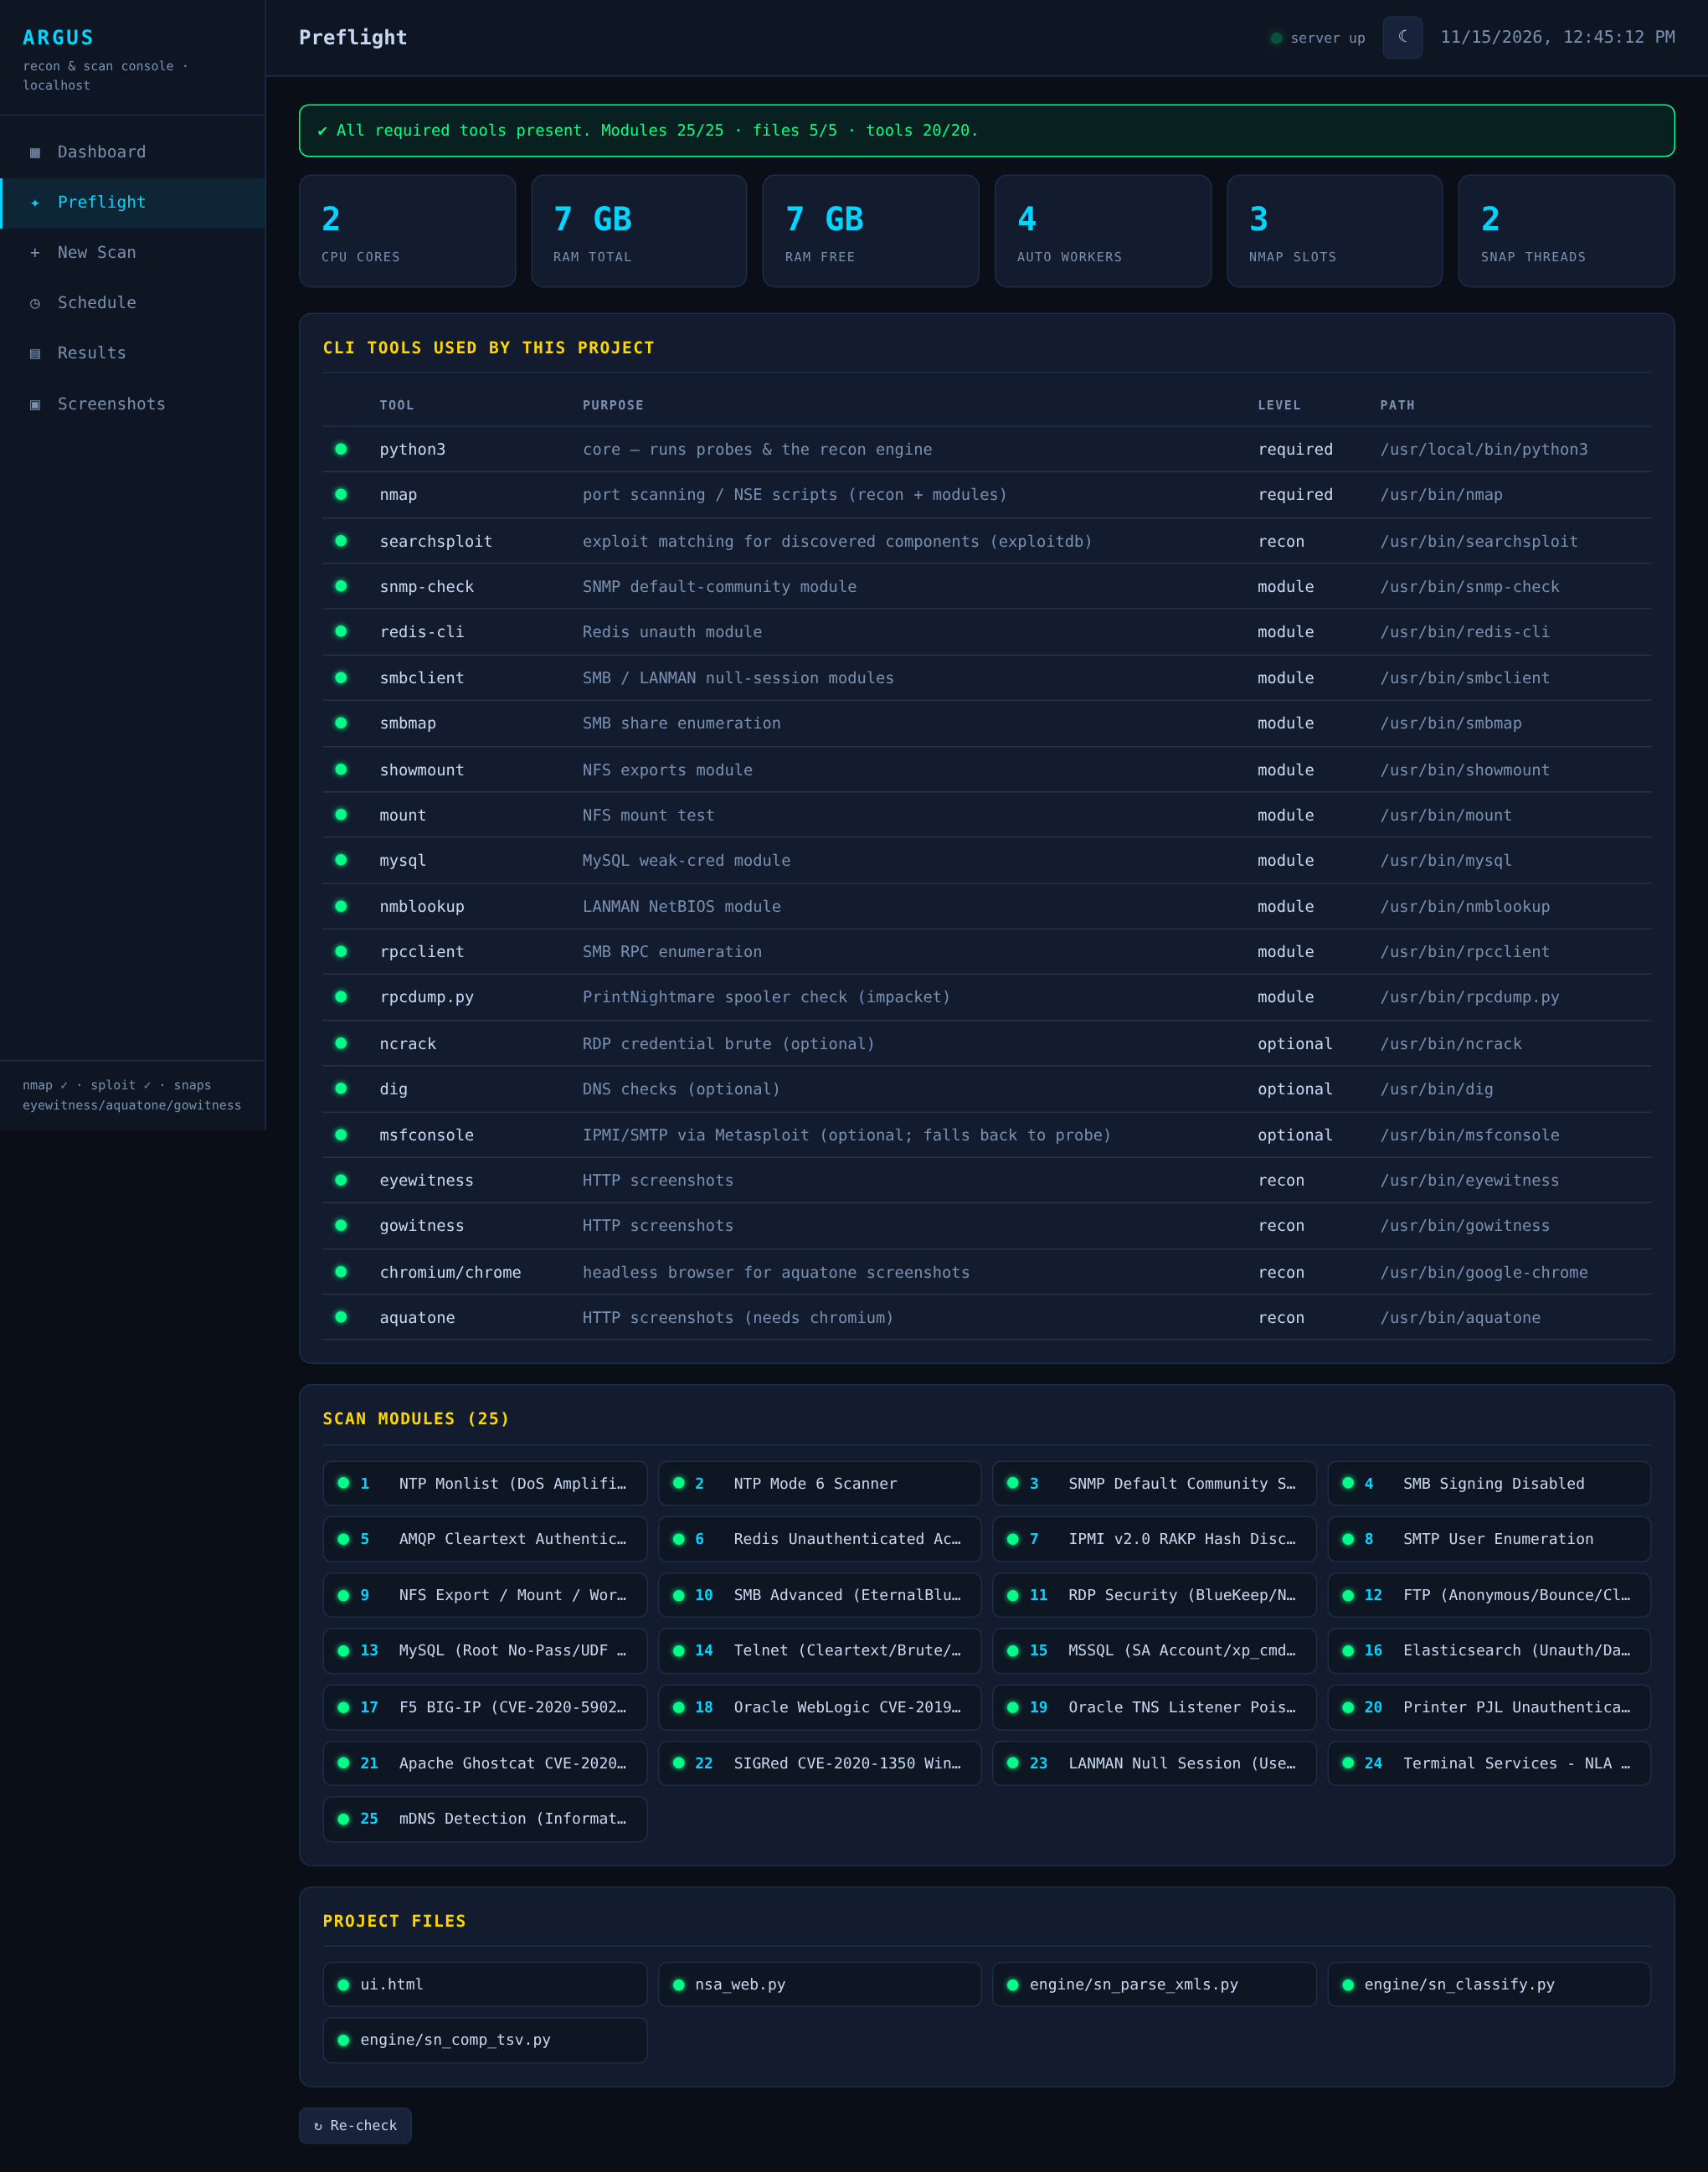 ARGUS
recon & scan console ·
localhost
▦ Dashboard
✦ Preflight
+ New Scan
◷ Schedule
▤ Results
▣ Screenshots
nmap ✓ · sploit ✓ · snaps
eyewitness/aquatone/gowitness
Preflight
server up
☾
11/15/2026, 12:45:12 PM
✔ All required tools present. Modules 25/25 · files 5/5 · tools 20/20.
2
CPU CORES
7 GB
RAM TOTAL
7 GB
RAM FREE
4
AUTO WORKERS
3
NMAP SLOTS
2
SNAP THREADS
CLI TOOLS USED BY THIS PROJECT
TOOL PURPOSE LEVEL PATH
python3 core — runs probes & the recon engine required /usr/local/bin/python3
nmap port scanning / NSE scripts (recon + modules) required /usr/bin/nmap
searchsploit exploit matching for discovered components (exploitdb) recon /usr/bin/searchsploit
snmp-check SNMP default-community module module /usr/bin/snmp-check
redis-cli Redis unauth module module /usr/bin/redis-cli
smbclient SMB / LANMAN null-session modules module /usr/bin/smbclient
smbmap SMB share enumeration module /usr/bin/smbmap
showmount NFS exports module module /usr/bin/showmount
mount NFS mount test module /usr/bin/mount
mysql MySQL weak-cred module module /usr/bin/mysql
nmblookup LANMAN NetBIOS module module /usr/bin/nmblookup
rpcclient SMB RPC enumeration module /usr/bin/rpcclient
rpcdump.py PrintNightmare spooler check (impacket) module /usr/bin/rpcdump.py
ncrack RDP credential brute (optional) optional /usr/bin/ncrack
dig DNS checks (optional) optional /usr/bin/dig
msfconsole IPMI/SMTP via Metasploit (optional; falls back to probe) optional /usr/bin/msfconsole
eyewitness HTTP screenshots recon /usr/bin/eyewitness
gowitness HTTP screenshots recon /usr/bin/gowitness
chromium/chrome headless browser for aquatone screenshots recon /usr/bin/google-chrome
aquatone HTTP screenshots (needs chromium) recon /usr/bin/aquatone
SCAN MODULES (25)
1 NTP Monlist (DoS Amplifi…
2 NTP Mode 6 Scanner
3 SNMP Default Community S…
4 SMB Signing Disabled
5 AMQP Cleartext Authentic…
6 Redis Unauthenticated Ac…
7 IPMI v2.0 RAKP Hash Disc…
8 SMTP User Enumeration
9 NFS Export / Mount / Wor…
10 SMB Advanced (EternalBlu…
11 RDP Security (BlueKeep/N…
12 FTP (Anonymous/Bounce/Cl…
13 MySQL (Root No-Pass/UDF …
14 Telnet (Cleartext/Brute/…
15 MSSQL (SA Account/xp_cmd…
16 Elasticsearch (Unauth/Da…
17 F5 BIG-IP (CVE-2020-5902…
18 Oracle WebLogic CVE-2019…
19 Oracle TNS Listener Pois…
20 Printer PJL Unauthentica…
21 Apache Ghostcat CVE-2020…
22 SIGRed CVE-2020-1350 Win…
23 LANMAN Null Session (Use…
24 Terminal Services - NLA …
25 mDNS Detection (Informat…
PROJECT FILES
ui.html
nsa_web.py
engine/sn_parse_xmls.py
engine/sn_classify.py
engine/sn_comp_tsv.py
↻ Re-check